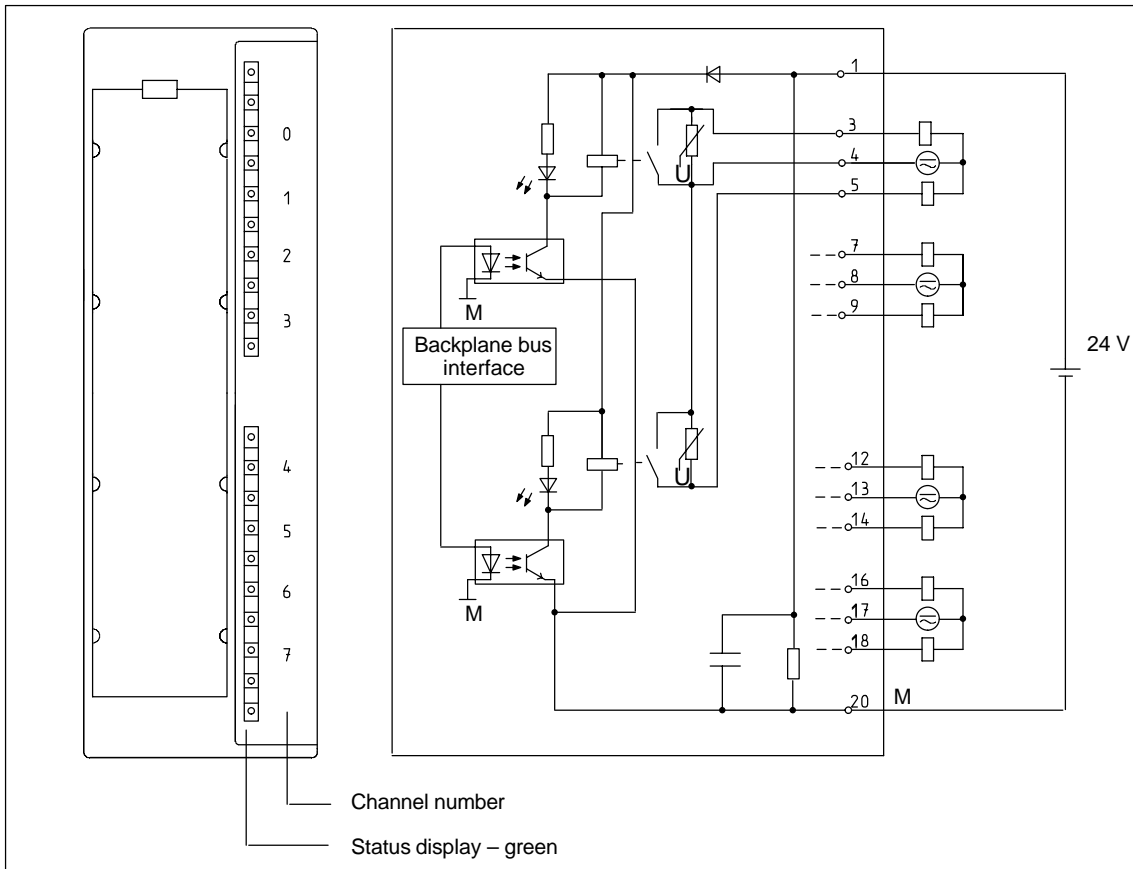 0
1
2
3
4
5
6
7
Channel number
Status display – green
M
Backplane bus
interface
M
U
U
1
3
4
5
7
8
9
12
13
14
16
17
18
20
M
24 V